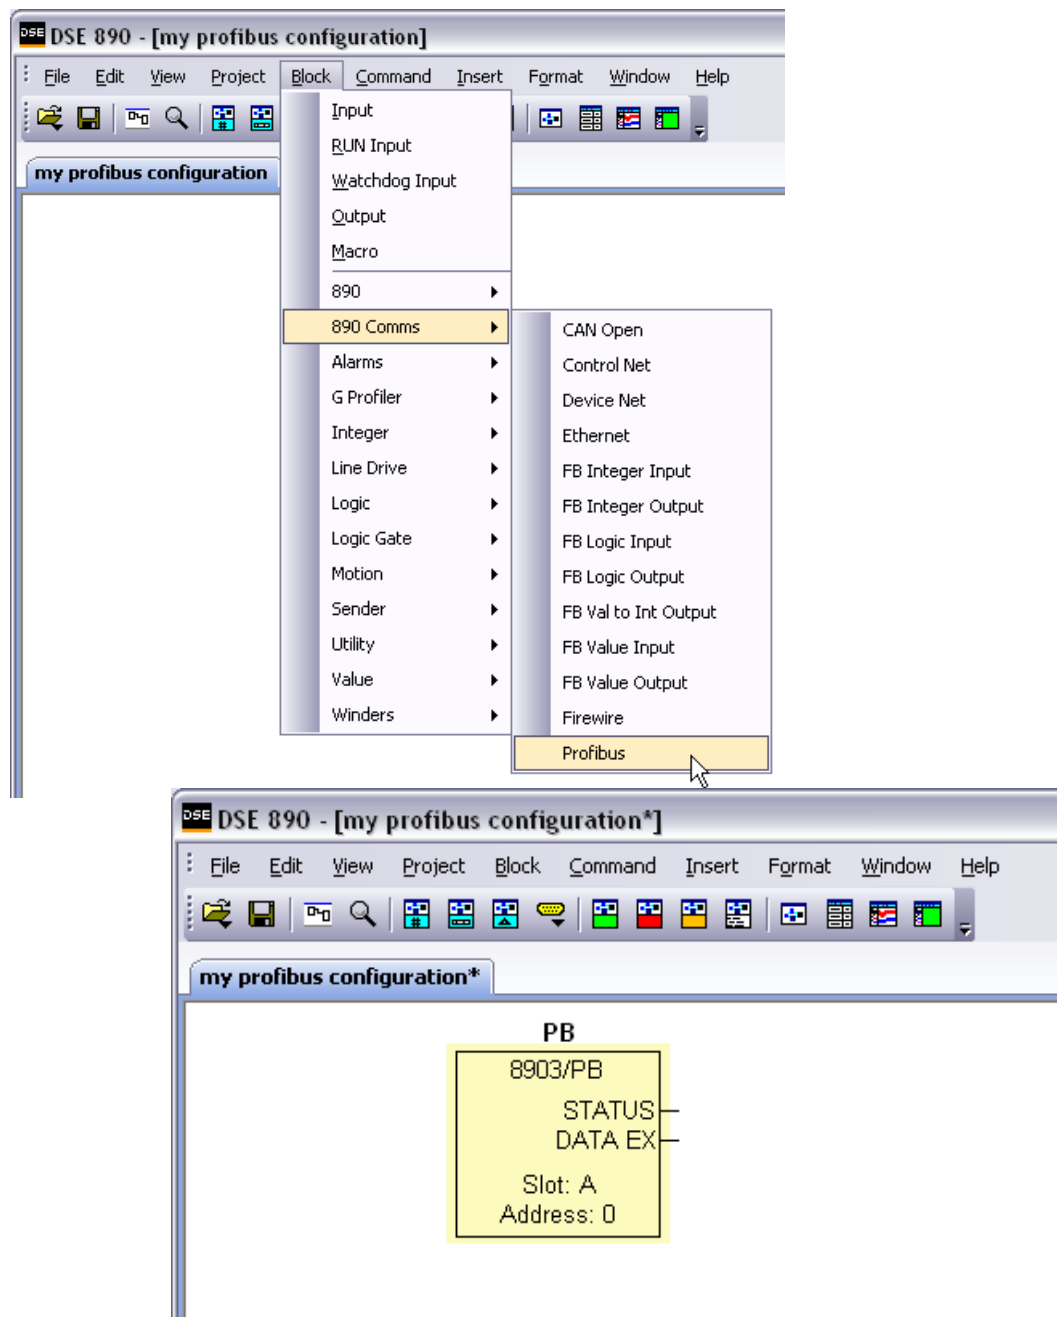 DSE DSE 890 - [my profibus configuration]
File Edit View Project Block Command Insert Format Window Help
my profibus configuration
Input
RUN Input
Watchdog Input
Output
Macro
890
890 Comms
Alarms
G Profiler
Integer
Line Drive
Logic
Logic Gate
Motion
Sender
Utility
Value
Winders
CAN Open
Control Net
Device Net
Ethernet
FB Integer Input
FB Integer Output
FB Logic Input
FB Logic Output
FB Val to Int Output
FB Value Input
FB Value Output
Firewire
Profibus
DSE DSE 890 - [my profibus configuration*]
File Edit View Project Block Command Insert Format Window Help
my profibus configuration*
PB
8903/PB
STATUS
DATA EX
Slot: A
Address: 0